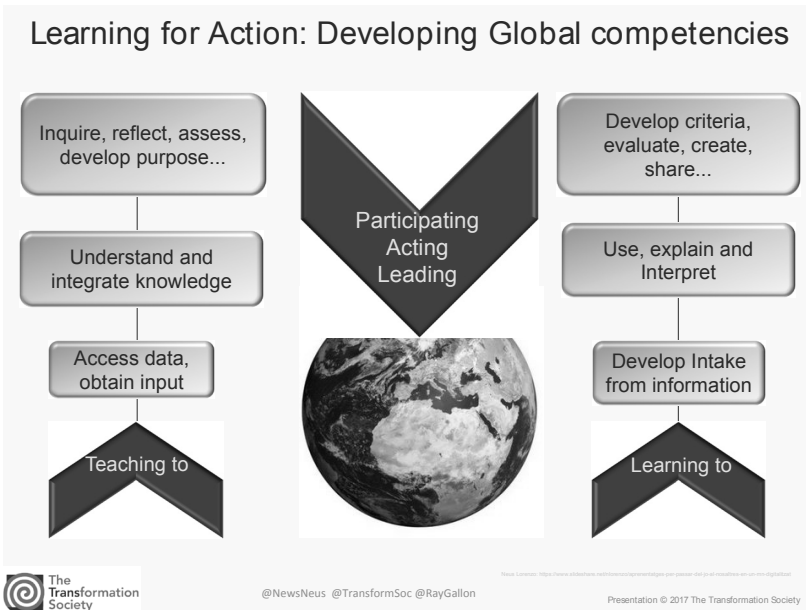 Learning for Action: Developing Global competencies
Inquire, reflect, assess,
develop purpose...
Understand and
integrate knowledge
Access data,
obtain input
Teaching to
Participating
Acting
Leading
Develop criteria,
evaluate, create,
share...
Use, explain and
Interpret
Develop Intake
from information
Learning to
The
Transformation
Society
@NewsNeus @TransformSoc @RayGallon
Presentation © 2017 The Transformation Society